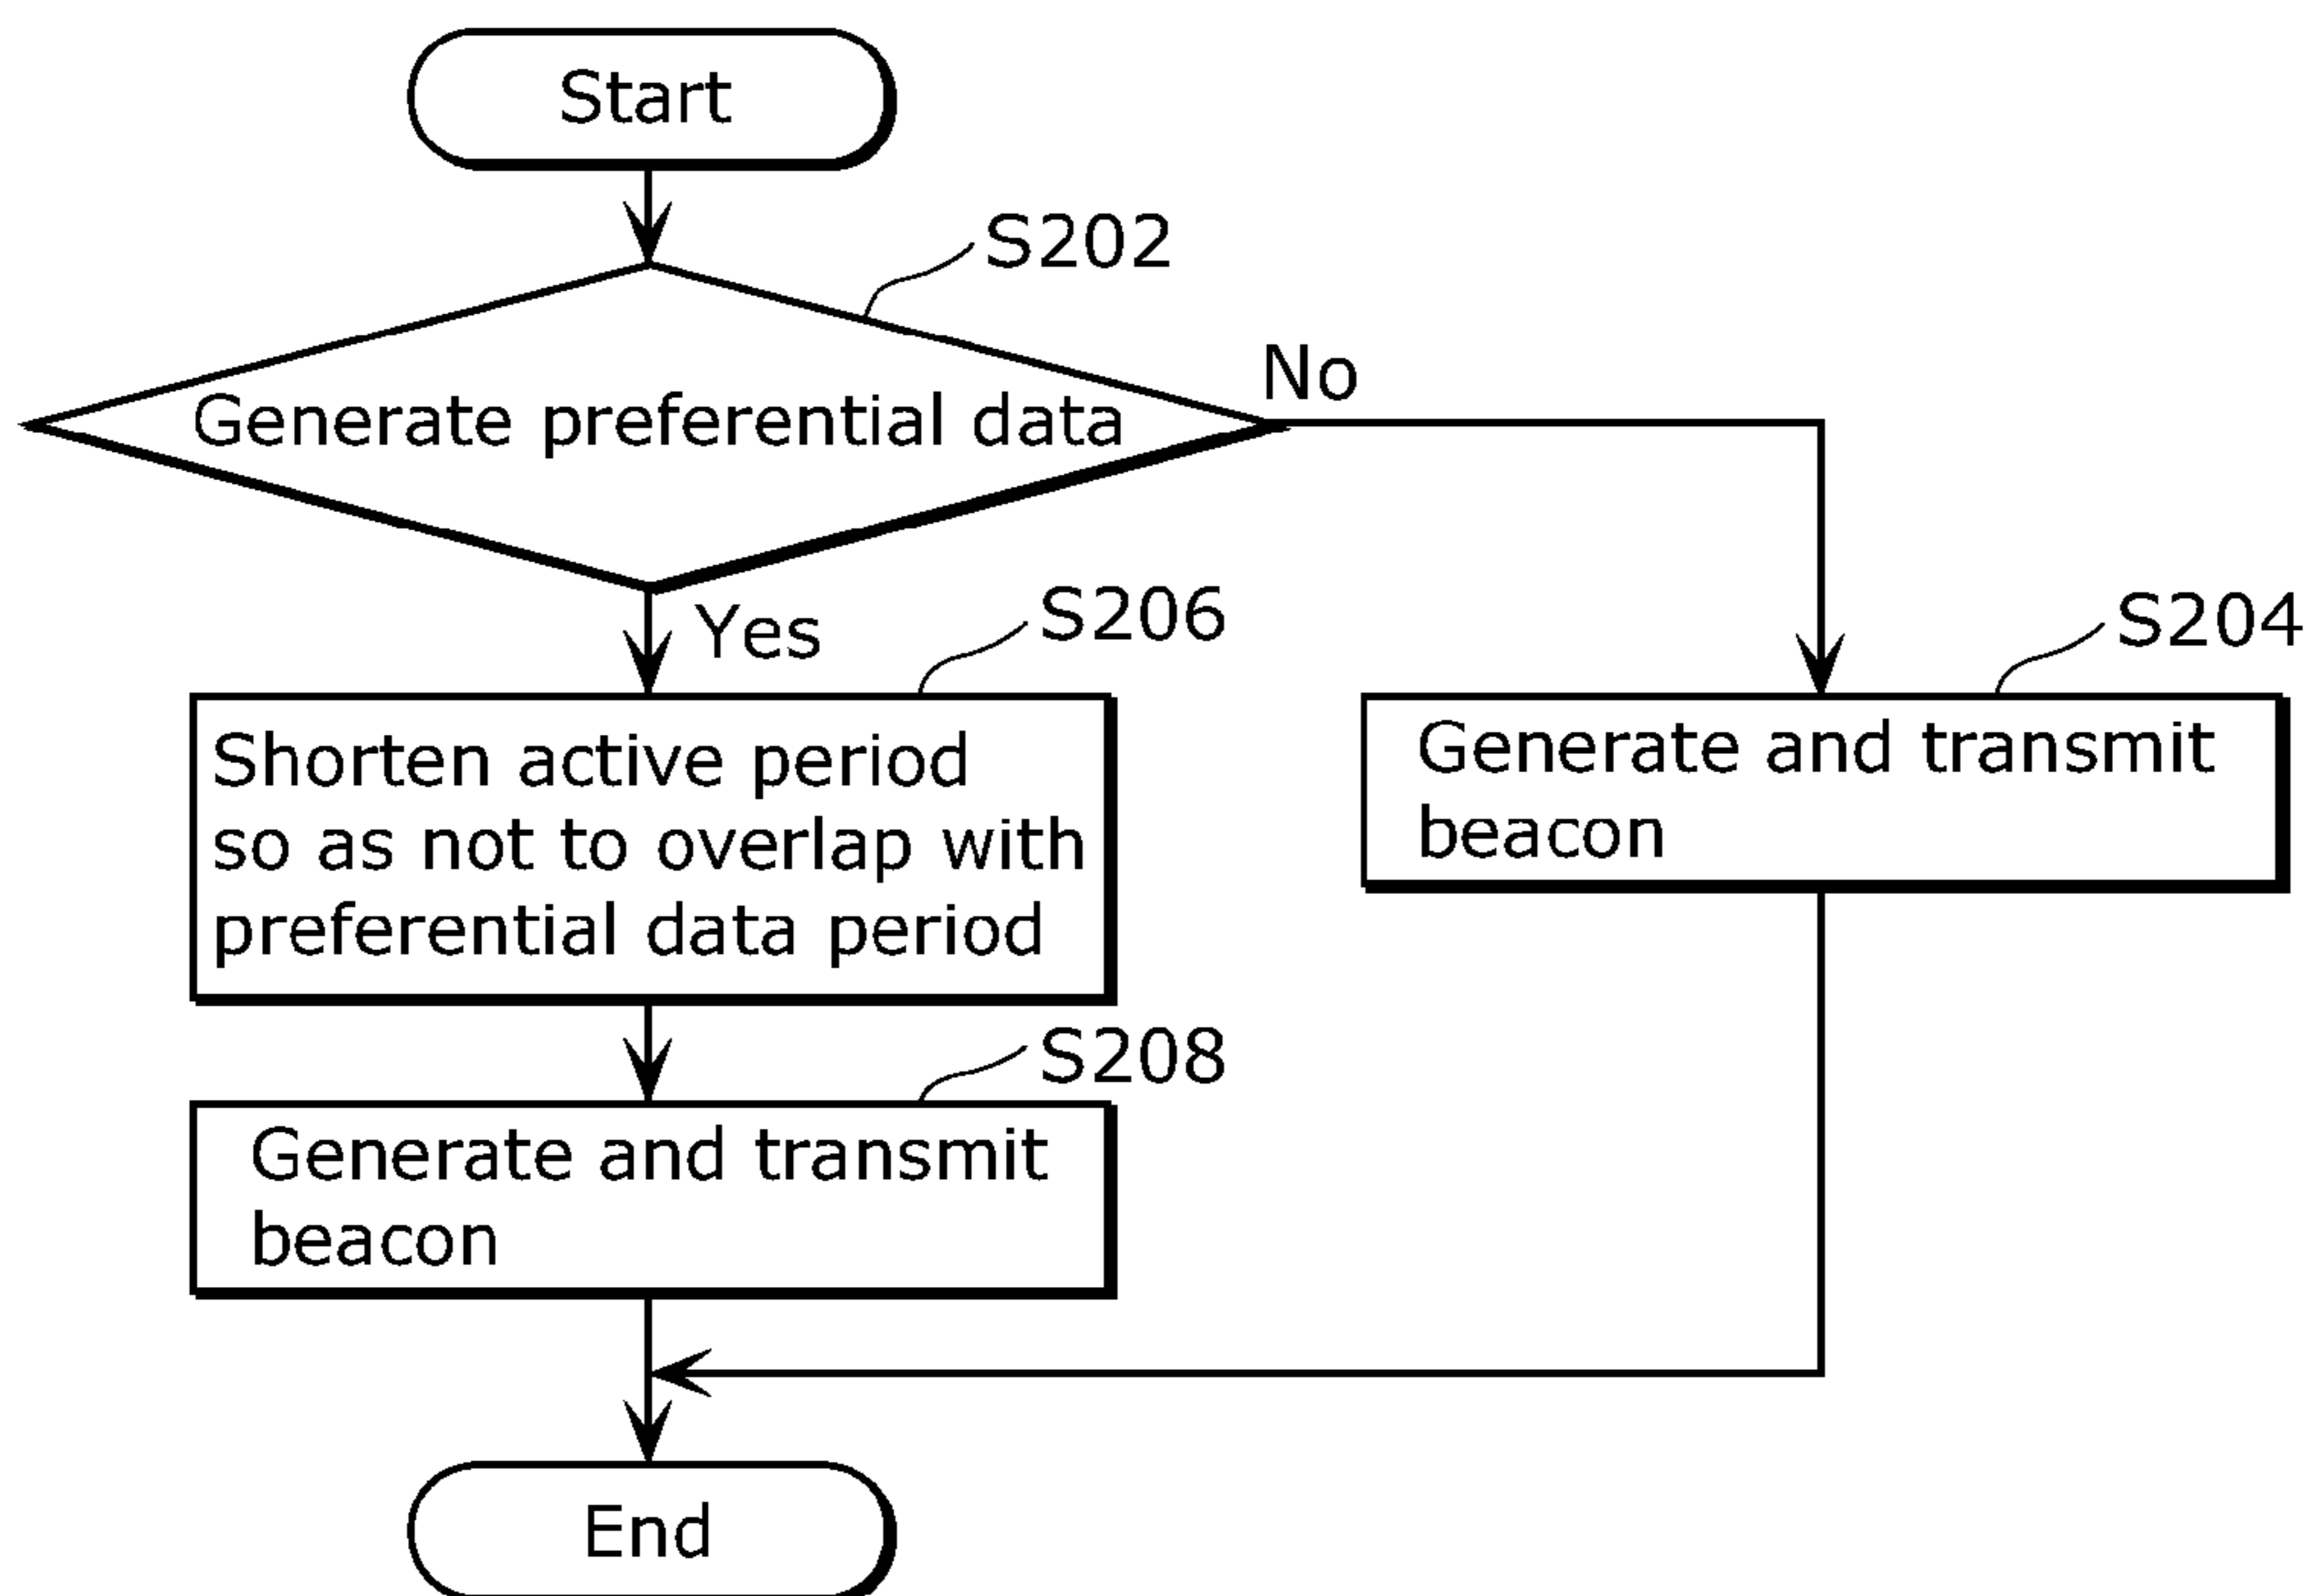 Start
S202
Generate preferential data
No
Yes
S206
Shorten active period
so as not to overlap with
preferential data period
S204
Generate and transmit
beacon
S208
Generate and transmit
beacon
End